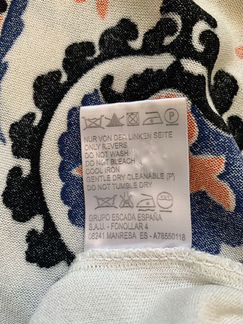 NUR VON DER LINKEN SEITE
ONLY REVERS
DO NOT WASH
DO NOT BLEACH
COOL IRON
GENTLE DRY CLEANABLE [P]
DO NOT TUMBLE DRY
GRUPO ESCADA ESPAÑA
S.A.U. - FONOLLAR 4
08241 MANRESA ES - A78550118